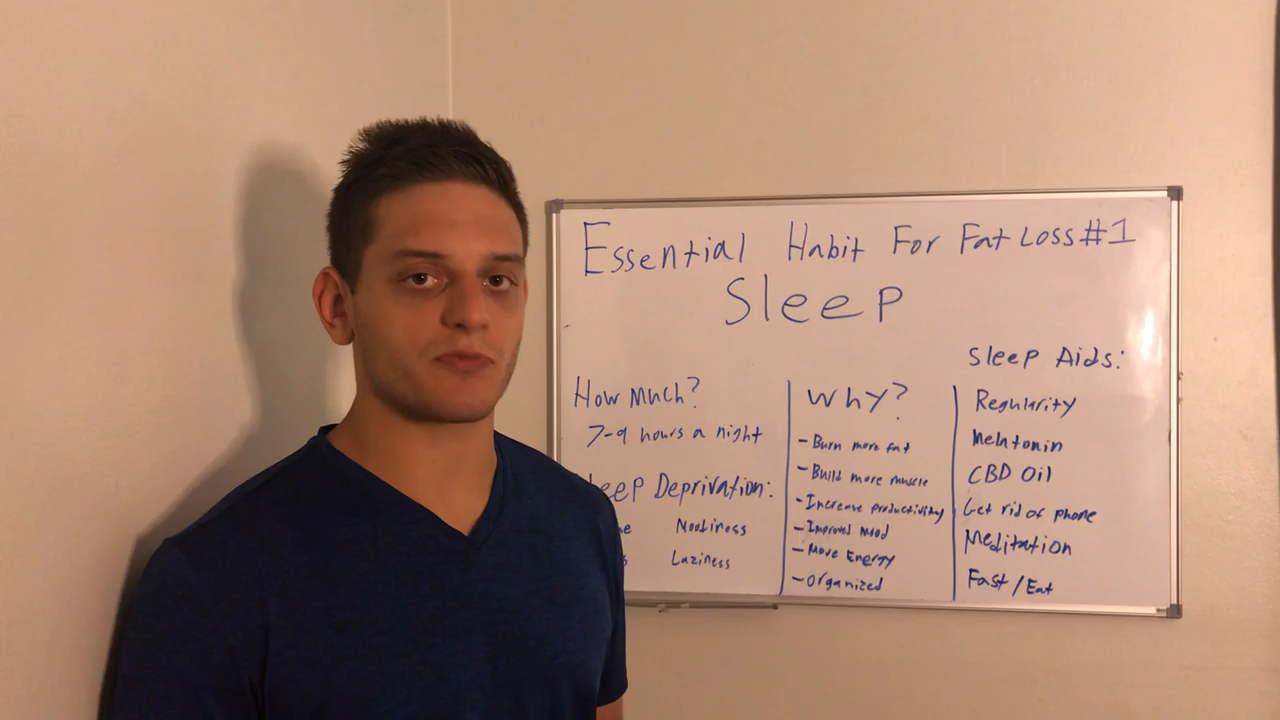 Essential Habit For Fat Loss #1
Sleep
How Much?
7-9 hours a night
leep Deprivation:
Moodiness
Laziness
Why?
- Burn more fat
- Build more muscle
- Increase productivity
- Improved mood
- More Energy
- Organized
Sleep Aids:
Regularity
Melatonin
CBD Oil
Get rid of phone
Meditation
Fast / Eat